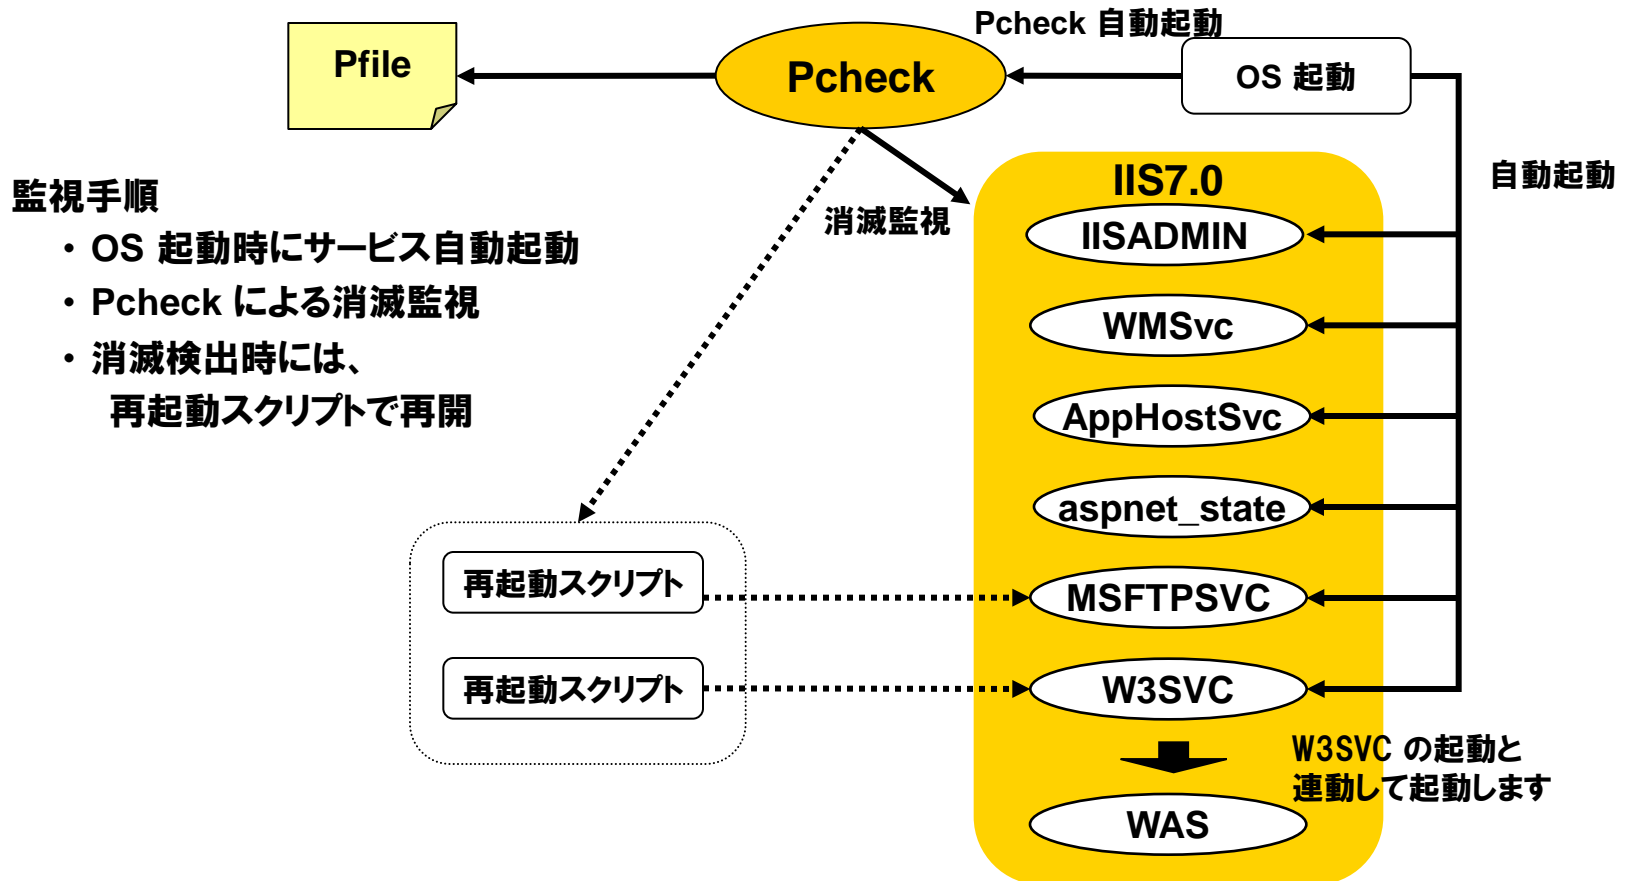 Pcheck 自動起動
Pfile
Pcheck
OS 起動
自動起動
監視手順
・ OS 起動時にサービス自動起動
・ Pcheck による消滅監視
・ 消滅検出時には、
再起動スクリプトで再開
消滅監視
IIS7.0
IISADMIN
WMSvc
AppHostSvc
aspnet_state
再起動スクリプト
MSFTPSVC
再起動スクリプト
W3SVC
W3SVC の起動と
連動して起動します
WAS